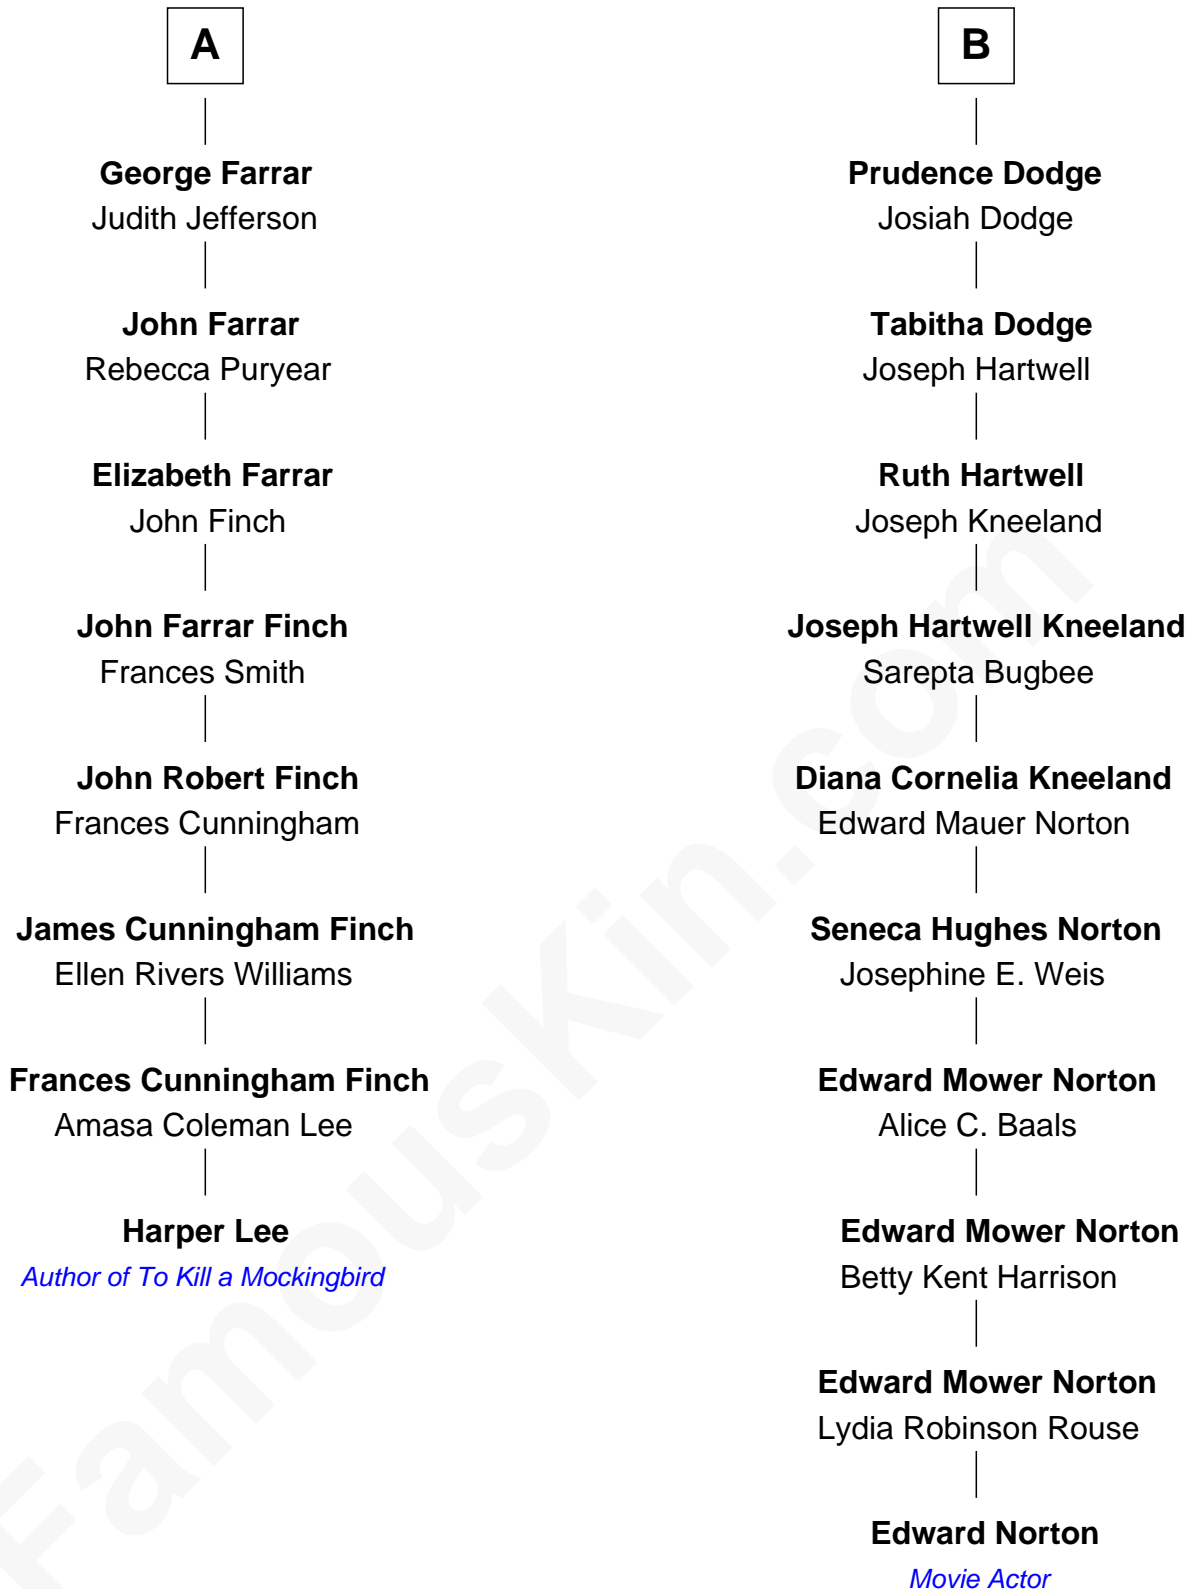 A
George Farrar
Judith Jefferson
John Farrar
Rebecca Puryear
Elizabeth Farrar
John Finch
John Farrar Finch
Frances Smith
John Robert Finch
Frances Cunningham
James Cunningham Finch
Ellen Rivers Williams
Frances Cunningham Finch
Amasa Coleman Lee
Harper Lee
Author of To Kill a Mockingbird
B
Prudence Dodge
Josiah Dodge
Tabitha Dodge
Joseph Hartwell
Ruth Hartwell
Joseph Kneeland
Joseph Hartwell Kneeland
Sarepta Bugbee
Diana Cornelia Kneeland
Edward Mauer Norton
Seneca Hughes Norton
Josephine E. Weis
Edward Mower Norton
Alice C. Baals
Edward Mower Norton
Betty Kent Harrison
Edward Mower Norton
Lydia Robinson Rouse
Edward Norton
Movie Actor
FamousKin.com